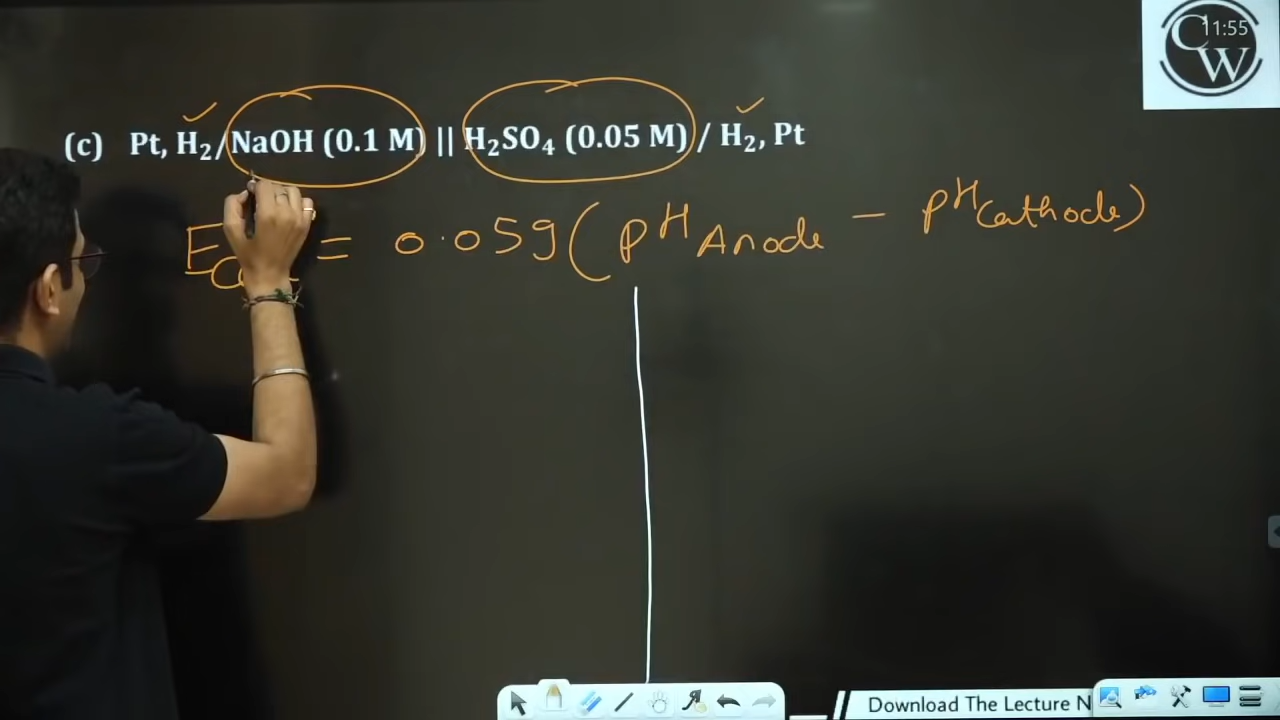 CW 11:55
(c) Pt, H₂/NaOH (0.1 M) || H₂SO₄ (0.05 M) / H₂, Pt
= 0.059 (pH Anode - pH Cathode)
Download The Lecture N